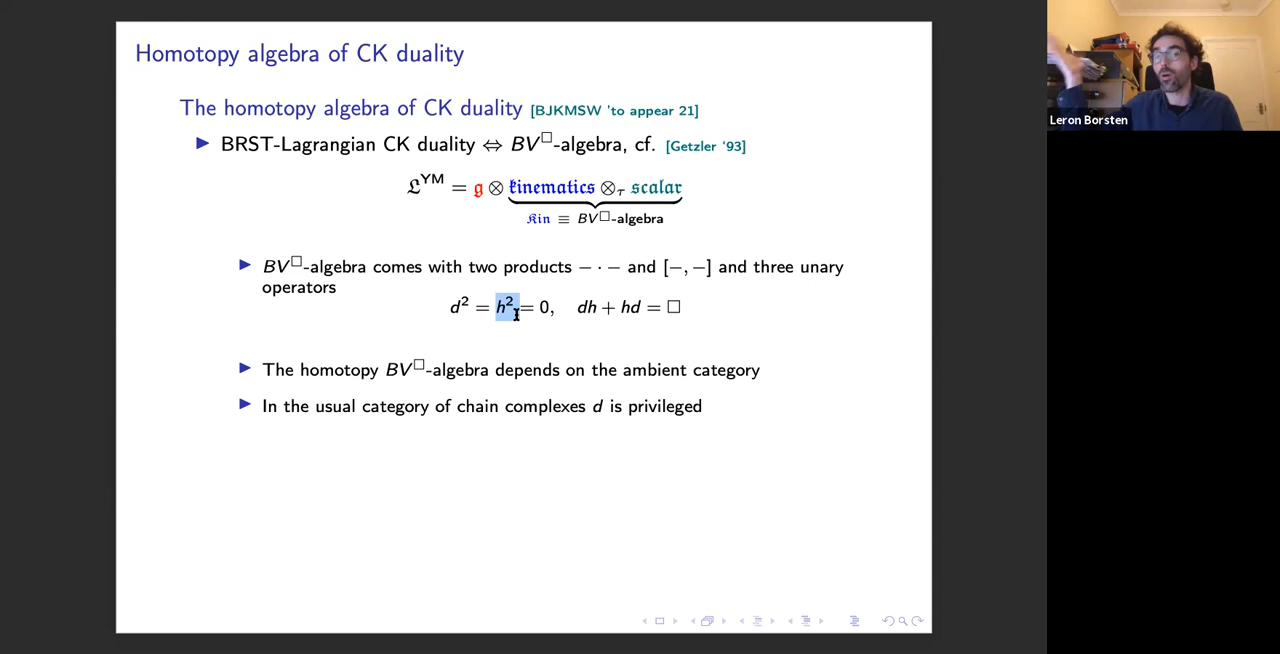 Homotopy algebra of CK duality
The homotopy algebra of CK duality [BJKMSW 'to appear 21]
▶ BRST-Lagrangian CK duality ⇔ BV□-algebra, cf. [Getzler '93]
𝔏^YM = 𝔤 ⊗ 𝔨𝔦𝔫𝔢𝔪𝔞𝔱𝔦𝔠𝔰 ⊗_τ 𝔰𝔠𝔞𝔩𝔞𝔯
𝔎𝔦𝔫 ≡ BV□-algebra
▶ BV□-algebra comes with two products − · − and [−, −] and three unary
operators
d² = h² = 0, dh + hd = □
▶ The homotopy BV□-algebra depends on the ambient category
▶ In the usual category of chain complexes d is privileged
Leron Borsten